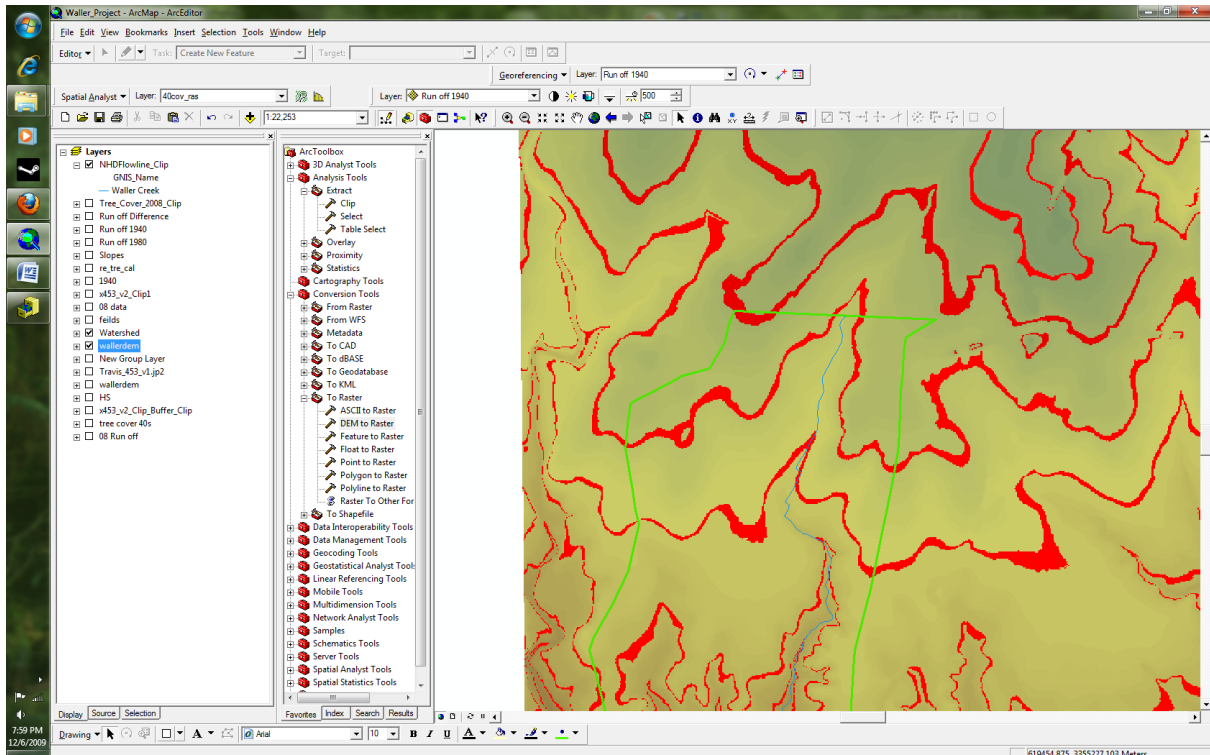 Waller_Project - ArcMap - ArcEditor
File Edit View Bookmarks Insert Selection Tools Window Help
Editor Task: Create New Feature Target:
Georeferencing Layer: Run off 1940
Spatial Analyst Layer: 40cov_ras Layer: Run off 1940 500
1:22,253
Layers
NHDFlowline_Clip
GNIS_Name
Waller Creek
Tree_Cover_2008_Clip
Run off Difference
Run off 1940
Run off 1980
Slopes
re_tre_cal
1940
x453_v2_Clip1
08 data
feilds
Watershed
wallerdem
New Group Layer
Travis_453_v1.jp2
wallerdem
HS
x453_v2_Clip_Buffer_Clip
tree cover 40s
08 Run off
Display Source Selection
ArcToolbox
3D Analyst Tools
Analysis Tools
Extract
Clip
Select
Table Select
Overlay
Proximity
Statistics
Cartography Tools
Conversion Tools
From Raster
From WFS
Metadata
To CAD
To dBASE
To Geodatabase
To KML
To Raster
ASCII to Raster
DEM to Raster
Feature to Raster
Float to Raster
Point to Raster
Polygon to Raster
Polyline to Raster
Raster To Other For
To Shapefile
Data Interoperability Tools
Data Management Tools
Geocoding Tools
Geostatistical Analyst Tools
Linear Referencing Tools
Mobile Tools
Multidimension Tools
Network Analyst Tools
Samples
Schematics Tools
Server Tools
Spatial Analyst Tools
Spatial Statistics Tools
Favorites Index Search Results
Drawing A Arial 10 B I U A
7:59 PM
12/6/2009
619454.875 3355227.103 Meters